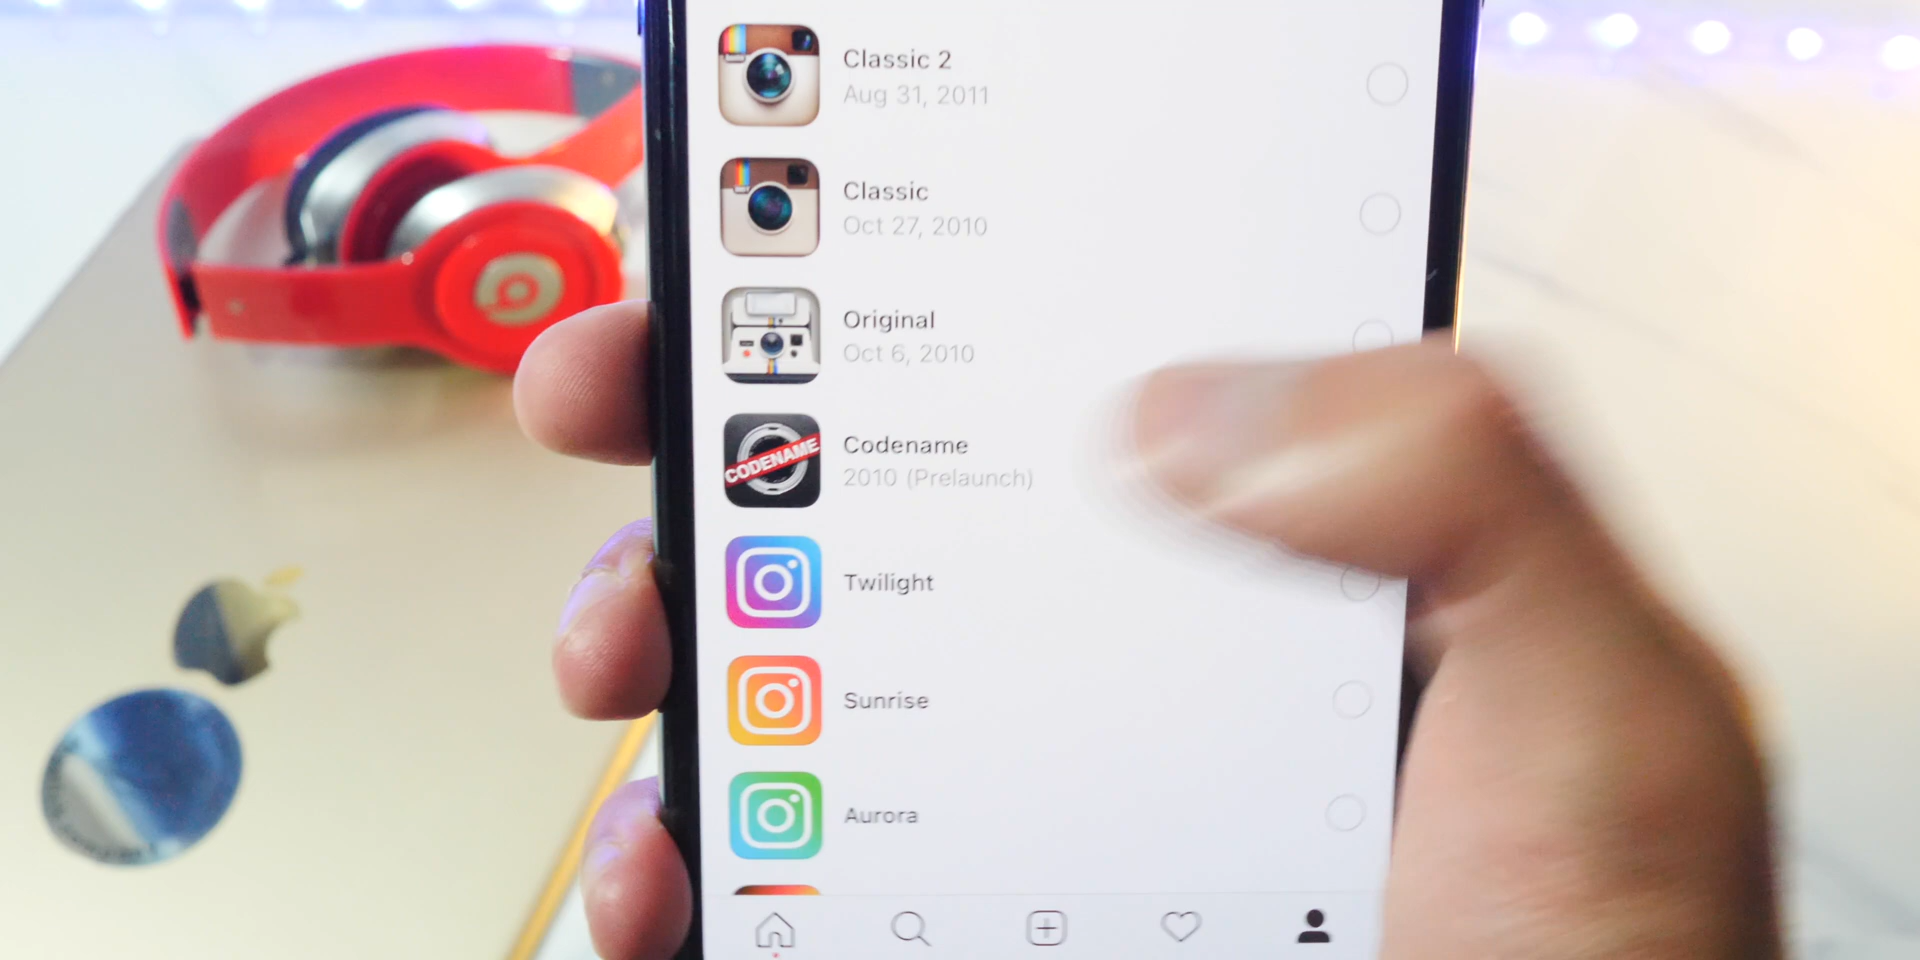 Classic 2
Aug 31, 2011
Classic
Oct 27, 2010
Original
Oct 6, 2010
CODENAME
Codename
2010 (Prelaunch)
Twilight
Sunrise
Aurora